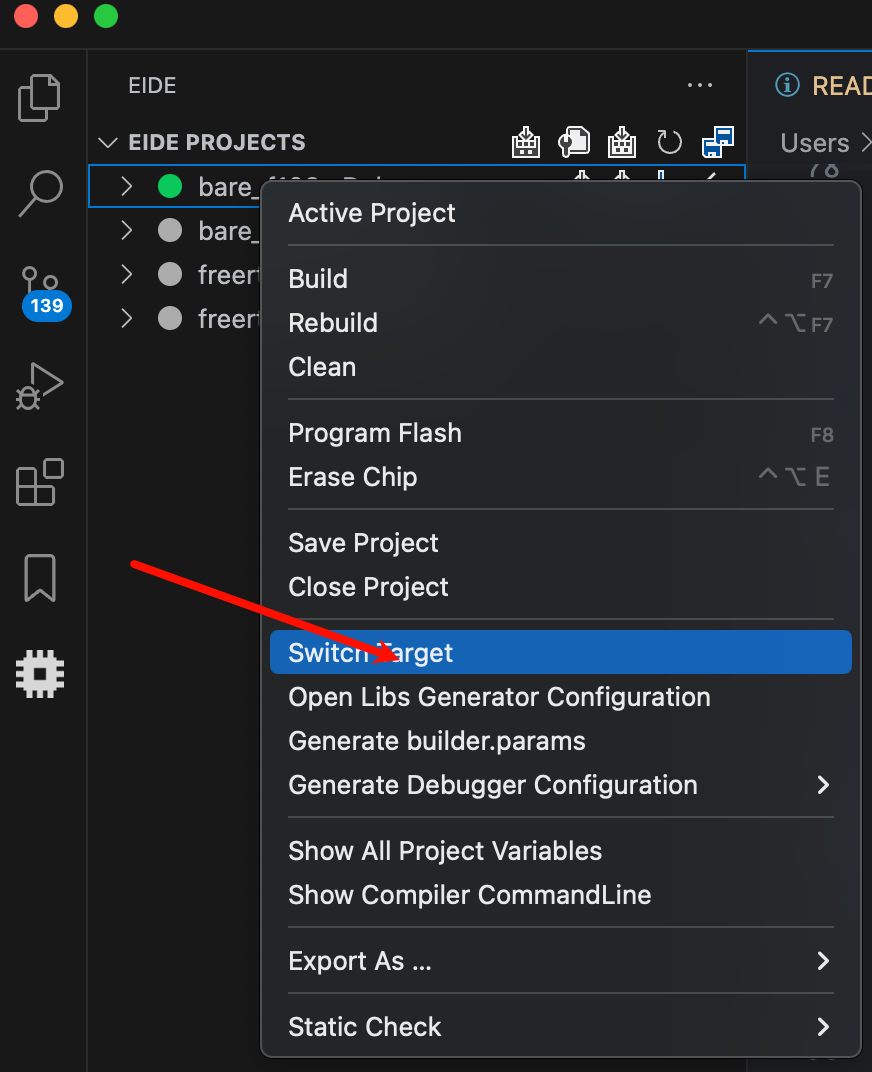 EIDE
READ
EIDE PROJECTS
Users
bare_
Active Project
bare_
freert
Build F7
freert
Rebuild ^⌥F7
139
Clean
Program Flash F8
Erase Chip ^⌥ E
Save Project
Close Project
Switch Target
Open Libs Generator Configuration
Generate builder.params
Generate Debugger Configuration
Show All Project Variables
Show Compiler CommandLine
Export As ...
Static Check